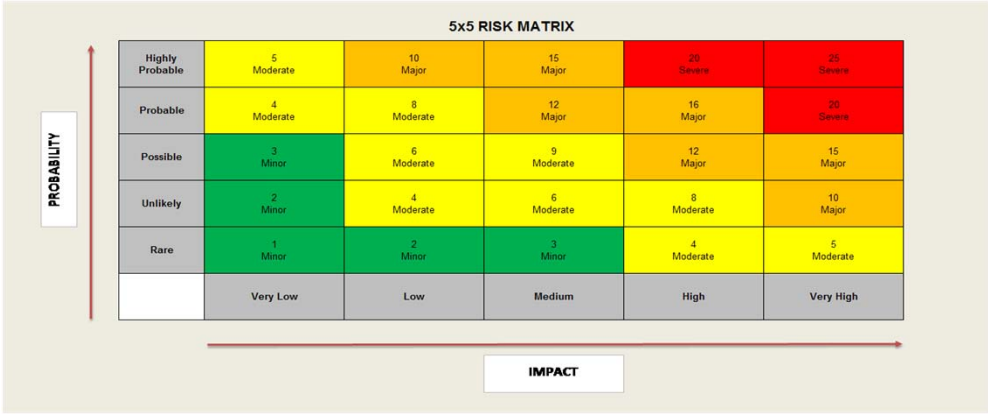 5x5 RISK MATRIX
Highly
Probable
5
Moderate
10
Major
15
Major
20
Severe
25
Severe
Probable
4
Moderate
8
Moderate
12
Major
16
Major
20
Severe
Possible
3
Minor
6
Moderate
9
Moderate
12
Major
15
Major
Unlikely
2
Minor
4
Moderate
6
Moderate
8
Moderate
10
Major
Rare
1
Minor
2
Minor
3
Minor
4
Moderate
5
Moderate
Very Low
Low
Medium
High
Very High
PROBABILITY
IMPACT